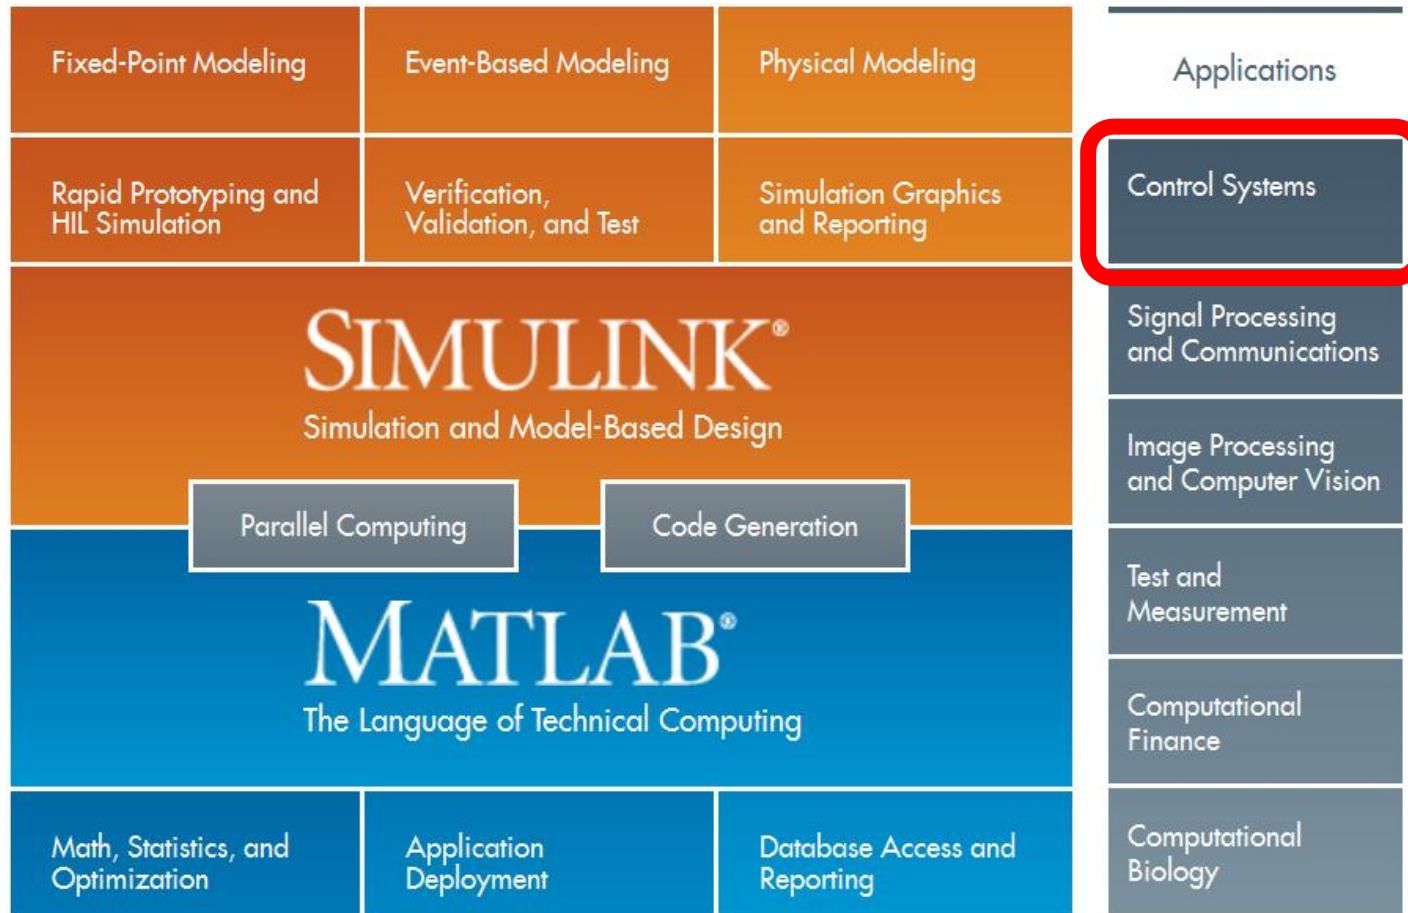 Fixed-Point Modeling
Event-Based Modeling
Physical Modeling
Rapid Prototyping and
HIL Simulation
Verification,
Validation, and Test
Simulation Graphics
and Reporting
SIMULINK®
Simulation and Model-Based Design
Parallel Computing
Code Generation
MATLAB®
The Language of Technical Computing
Math, Statistics, and
Optimization
Application
Deployment
Database Access and
Reporting
Applications
Control Systems
Signal Processing
and Communications
Image Processing
and Computer Vision
Test and
Measurement
Computational
Finance
Computational
Biology